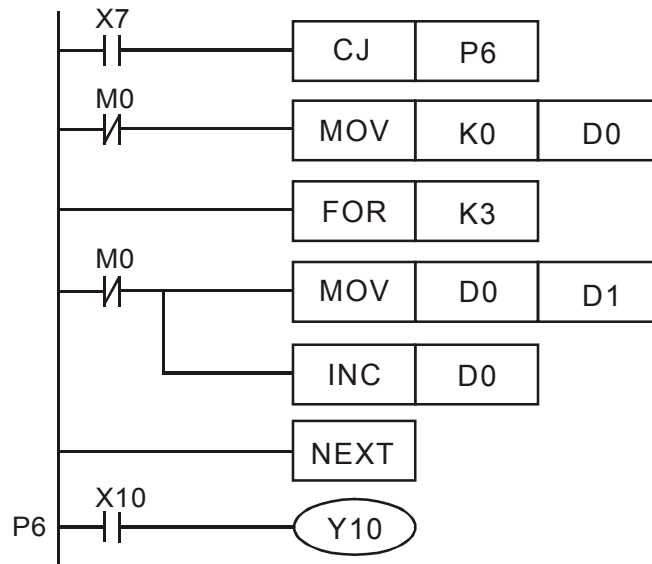 X7
CJ P6
M0
MOV K0 D0
FOR K3
M0
MOV D0 D1
INC D0
NEXT
X10
P6 Y10